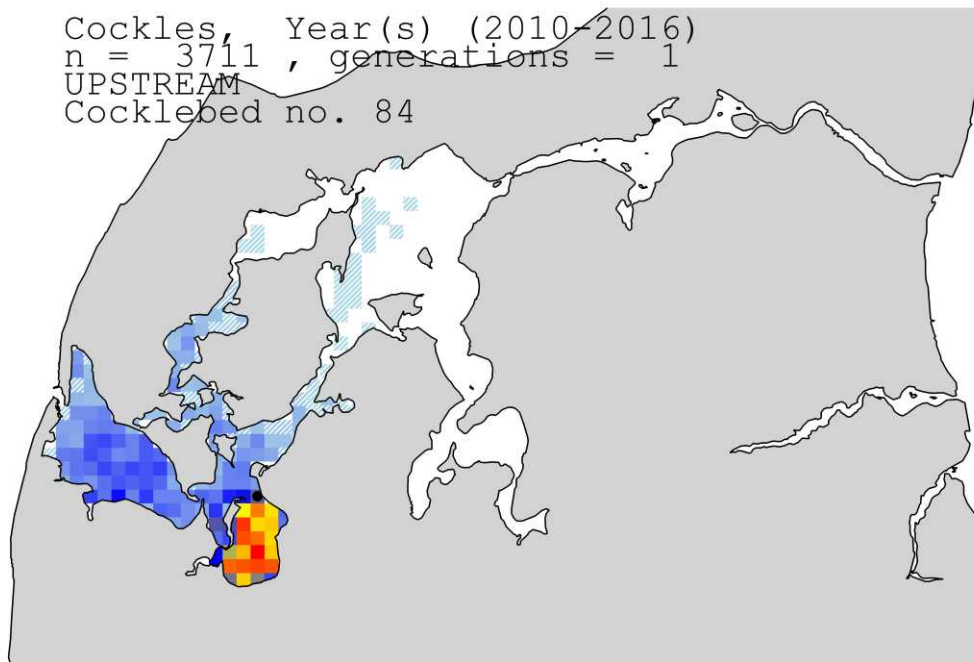 Cockles,  Year(s) (2010-2016)
n =  3711 , generations =  1
UPSTREAM
Cocklebed no. 84